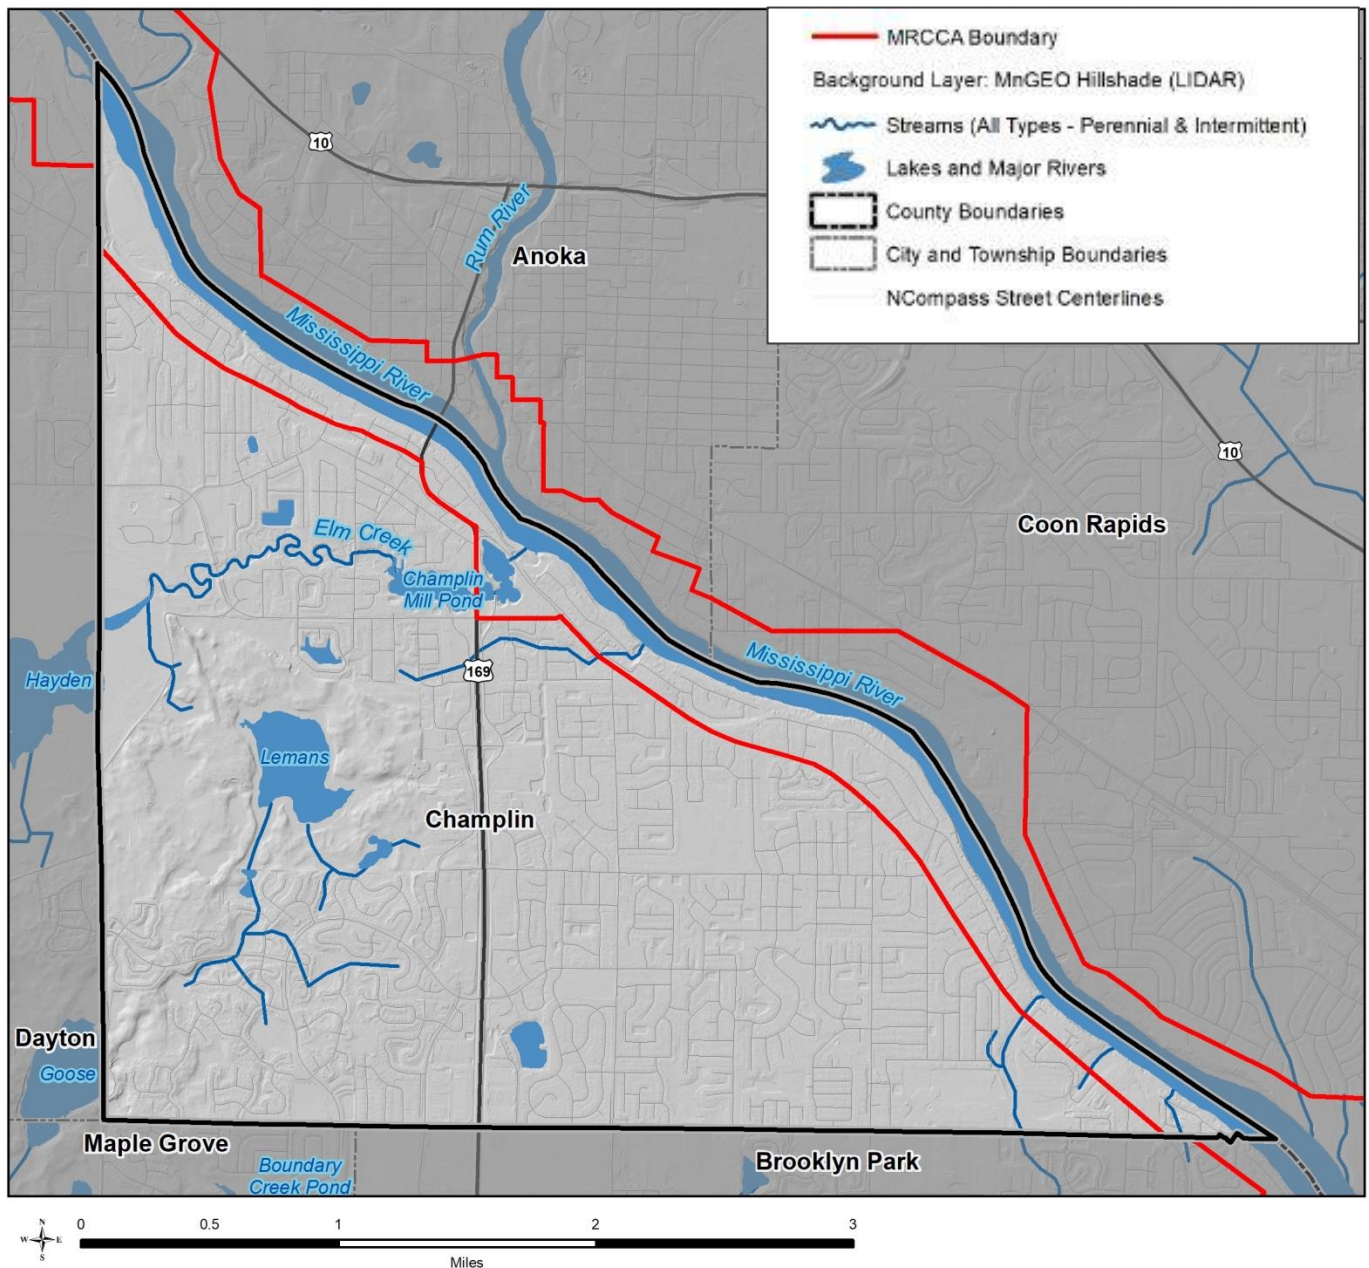 MRCCA Boundary
Background Layer: MnGEO Hillshade (LIDAR)
Streams (All Types - Perennial & Intermittent)
Lakes and Major Rivers
County Boundaries
City and Township Boundaries
NCompass Street Centerlines
10
Rum River
Anoka
Mississippi River
10
Coon Rapids
Elm Creek
Champlin
Mill Pond
Hayden
169
Mississippi River
Lemans
Champlin
Dayton
Goose
Maple Grove
Boundary
Creek Pond
Brooklyn Park
N
W E
S
0 0.5 1 2 3
Miles